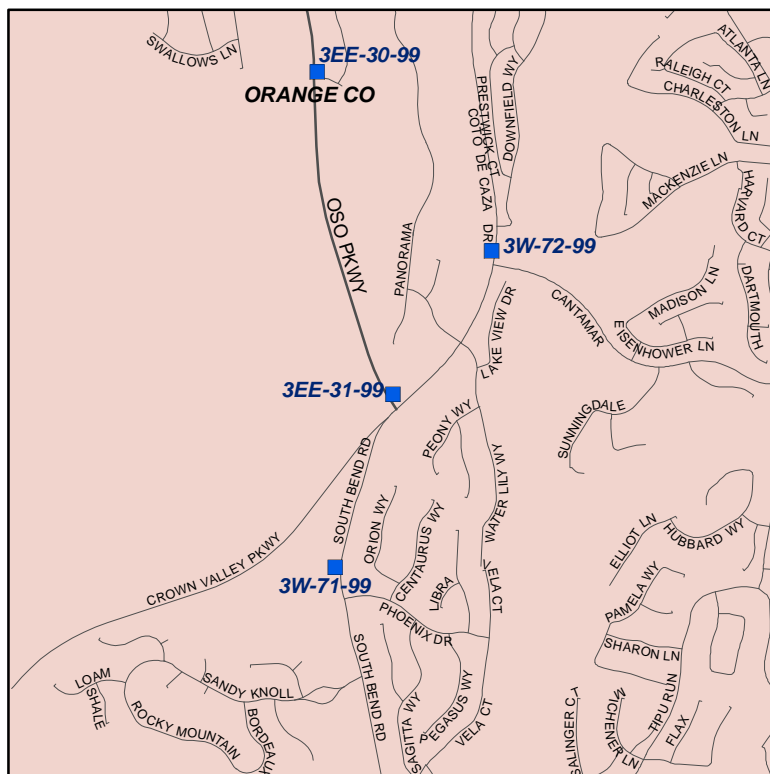 SWALLOWS LN
3EE-30-99
ORANGE CO
PRESTWICK CT
COTO DE CAZA DR
DOWNFIELD WY
ATLANTA LN
RALEIGH CT
CHARLESTON LN
MACKENZIE LN
HARVARD CT
OSO PKWY
PANORAMA
3W-72-99
DARTMOUTH
MADISON LN
CANTAMAR
EISENHOWER LN
LAKE VIEW DR
3EE-31-99
PEONY WY
SUNNINGDALE
SOUTH BEND RD
WATER LILY WY
ORION WY
CENTAURUS WY
ELLIOT LN
HUBBARD WY
CROWN VALLEY PKWY
3W-71-99
LIBRA
VELA CT
PAMELA WY
PHOENIX DR
SHARON LN
LOAM
SHALE
SANDY KNOLL
SOUTH BEND RD
ROCKY MOUNTAIN
BORDEAUX
SAGITTA WY
PEGASUS WY
VELA CT
SALINGER CT
MICHENER LN
TIPU RUN
FLAX